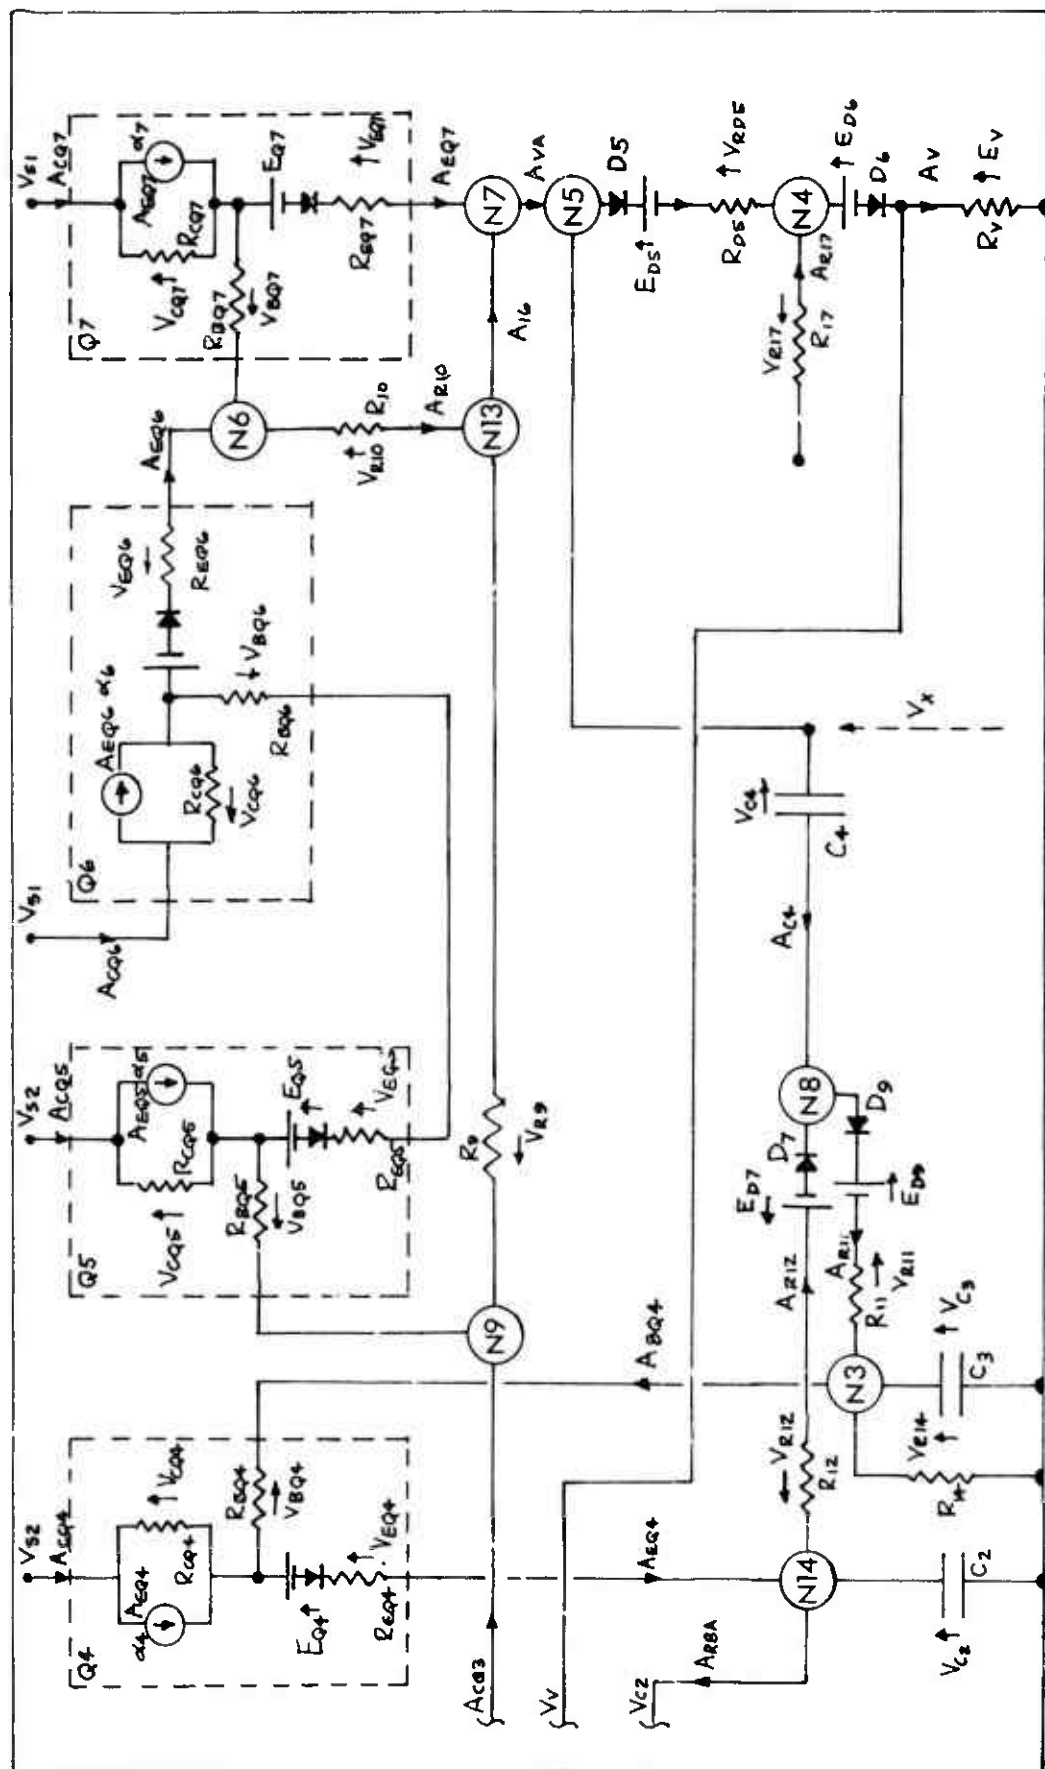 VS2
ACQ4
Q4
α4
AEQ4
RCQ4
VCQ4
RBQ4
VBQ4
EQ4
REQ4
VEQ4
AEQ4
VS2
ACQ5
Q5
VCQ5
RCQ5
AEQ5
α5
RBQ5
VBQ5
EQ5
REQ5
VS1
ACQ6
Q6
AEQ6 α6
RCQ6
VCQ6
VEQ6
REQ6
VBQ6
RBQ6
AEQ6
VS1
ACQ7
Q7
VCQ7
RCQ7
AEQ7
α7
RBQ7
VBQ7
EQ7
REQ7
VEQ7
AEQ7
N6
VR10
R10
AR10
ACQ3
N9
R9
VR9
N13
A16
N7
AVA
VV
ABQ4
N5
D5
ED5
VC2
ARBA
RD5
VRD5
N14
VR12
R12
AR12
ED7
D7
N8
D9
ED9
AC4
VC4
C4
VX
VR17
R17
AR17
N4
ED6
D6
N3
R11
AR11
VR11
AV
VC2
C2
VR14
R14
C3
VC3
RV
EV